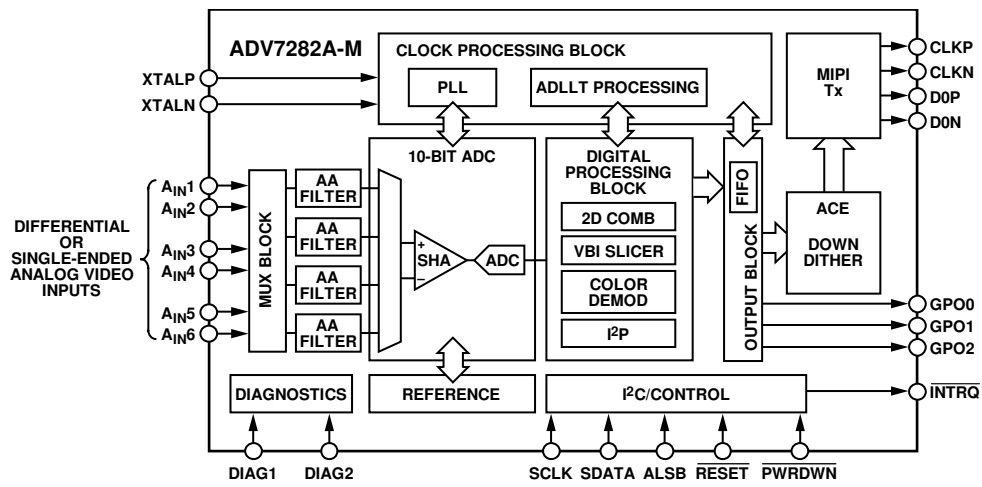 ADV7282A-M
CLOCK PROCESSING BLOCK
PLL
ADLLT PROCESSING
XTALP
XTALN
MIPI
Tx
CLKP
CLKN
D0P
D0N
10-BIT ADC
DIGITAL
PROCESSING
BLOCK
2D COMB
VBI SLICER
COLOR
DEMOD
I²P
FIFO
OUTPUT BLOCK
ACE
DOWN
DITHER
DIFFERENTIAL
OR
SINGLE-ENDED
ANALOG VIDEO
INPUTS
AIN1
AIN2
AIN3
AIN4
AIN5
AIN6
MUX BLOCK
AA
FILTER
AA
FILTER
AA
FILTER
AA
FILTER
+
SHA
–
ADC
GPO0
GPO1
GPO2
DIAGNOSTICS
REFERENCE
I²C/CONTROL
INTRQ
DIAG1
DIAG2
SCLK
SDATA
ALSB
RESET
PWRDWN